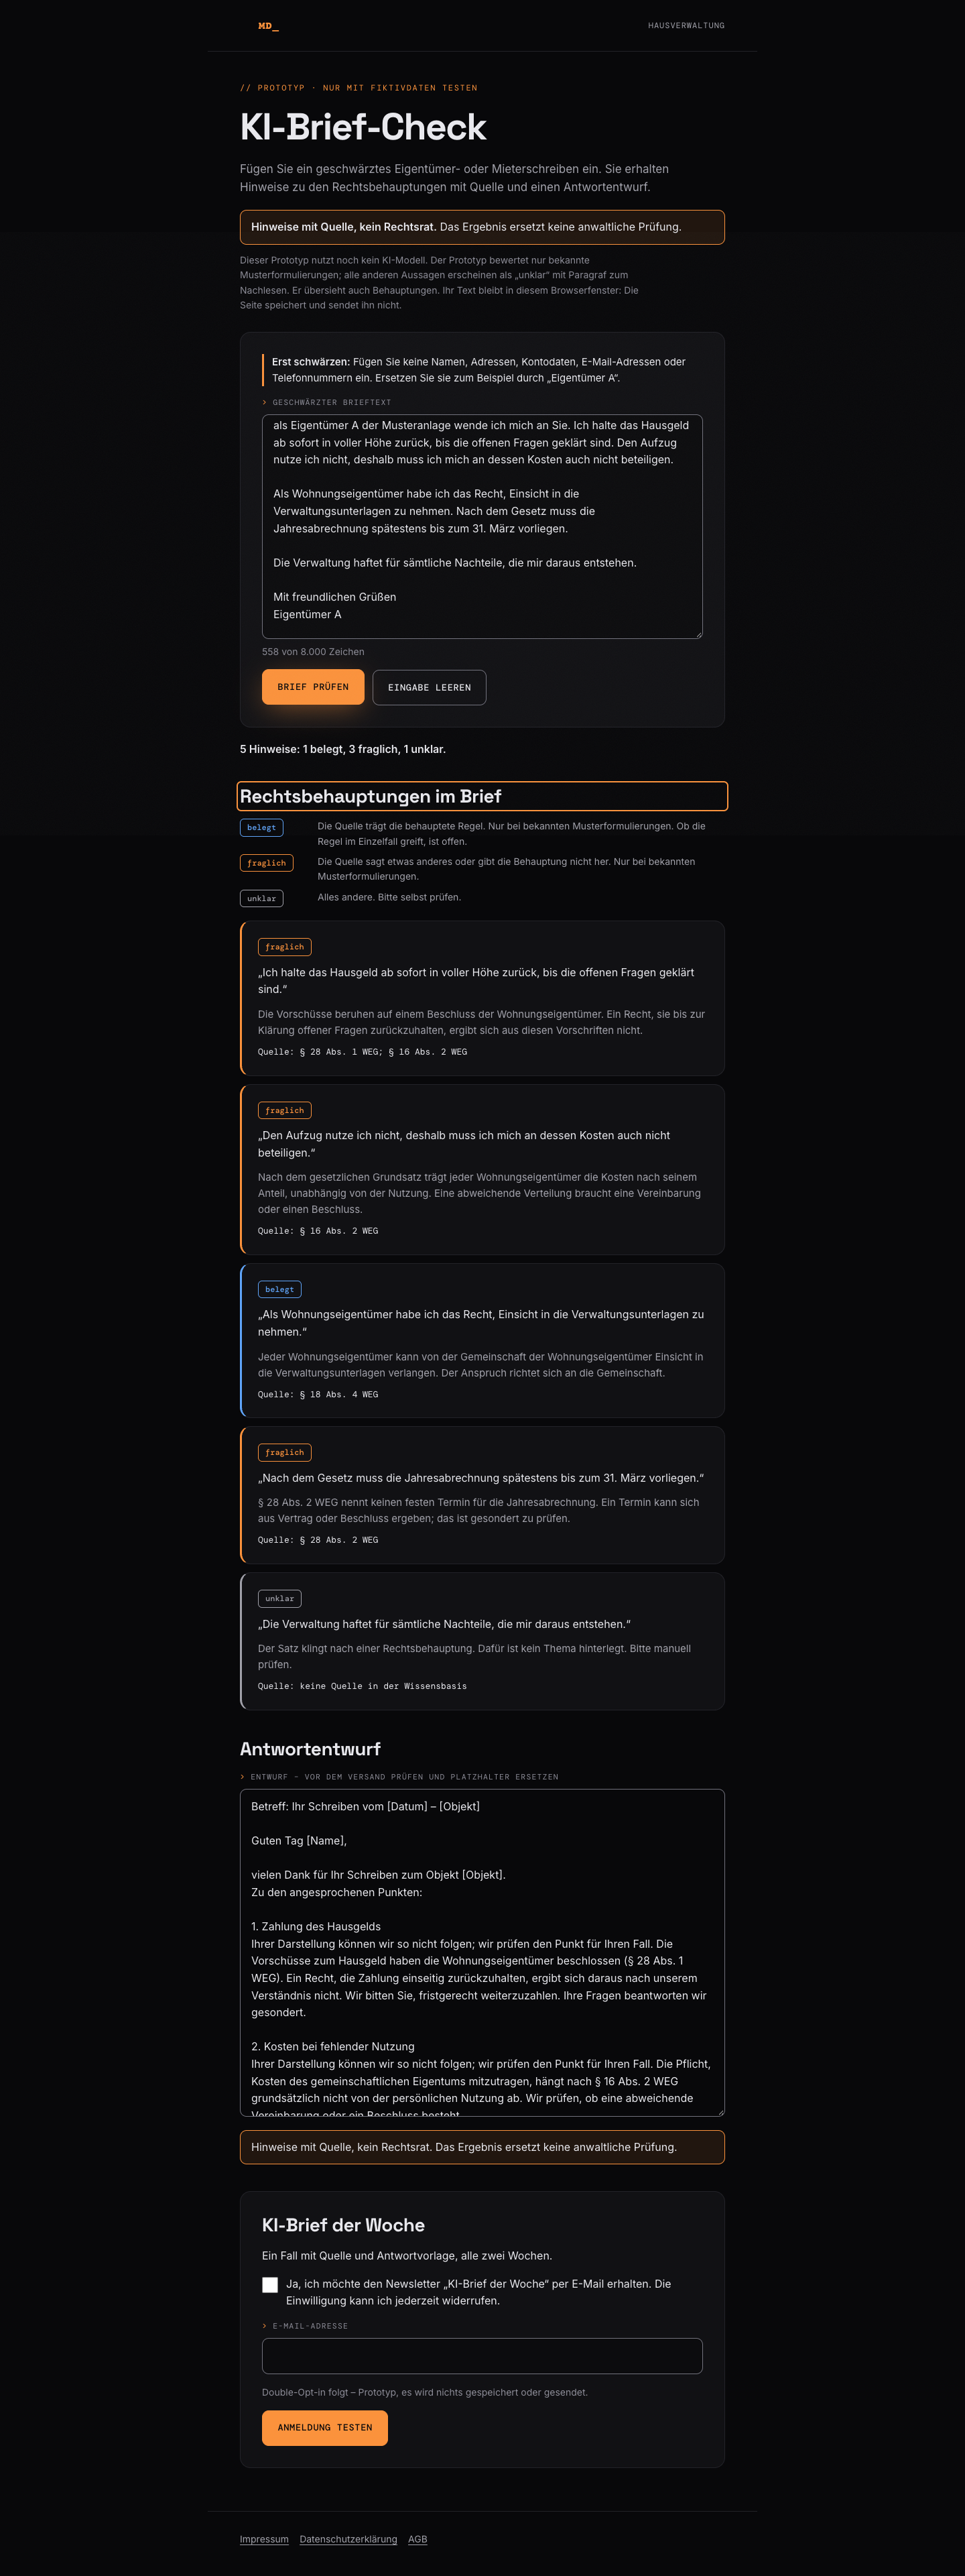 MD_
HAUSVERWALTUNG
// PROTOTYP · NUR MIT FIKTIVDATEN TESTEN
KI-Brief-Check
Fügen Sie ein geschwärztes Eigentümer- oder Mieterschreiben ein. Sie erhalten
Hinweise zu den Rechtsbehauptungen mit Quelle und einen Antwortentwurf.
Hinweise mit Quelle, kein Rechtsrat. Das Ergebnis ersetzt keine anwaltliche Prüfung.
Dieser Prototyp nutzt noch kein KI-Modell. Der Prototyp bewertet nur bekannte
Musterformulierungen; alle anderen Aussagen erscheinen als „unklar“ mit Paragraf zum
Nachlesen. Er übersieht auch Behauptungen. Ihr Text bleibt in diesem Browserfenster: Die
Seite speichert und sendet ihn nicht.
Erst schwärzen: Fügen Sie keine Namen, Adressen, Kontodaten, E-Mail-Adressen oder
Telefonnummern ein. Ersetzen Sie sie zum Beispiel durch „Eigentümer A“.
› GESCHWÄRZTER BRIEFTEXT
als Eigentümer A der Musteranlage wende ich mich an Sie. Ich halte das Hausgeld
ab sofort in voller Höhe zurück, bis die offenen Fragen geklärt sind. Den Aufzug
nutze ich nicht, deshalb muss ich mich an dessen Kosten auch nicht beteiligen.
Als Wohnungseigentümer habe ich das Recht, Einsicht in die
Verwaltungsunterlagen zu nehmen. Nach dem Gesetz muss die
Jahresabrechnung spätestens bis zum 31. März vorliegen.
Die Verwaltung haftet für sämtliche Nachteile, die mir daraus entstehen.
Mit freundlichen Grüßen
Eigentümer A
558 von 8.000 Zeichen
BRIEF PRÜFEN
EINGABE LEEREN
5 Hinweise: 1 belegt, 3 fraglich, 1 unklar.
Rechtsbehauptungen im Brief
belegt
Die Quelle trägt die behauptete Regel. Nur bei bekannten Musterformulierungen. Ob die
Regel im Einzelfall greift, ist offen.
fraglich
Die Quelle sagt etwas anderes oder gibt die Behauptung nicht her. Nur bei bekannten
Musterformulierungen.
unklar
Alles andere. Bitte selbst prüfen.
fraglich
„Ich halte das Hausgeld ab sofort in voller Höhe zurück, bis die offenen Fragen geklärt
sind.“
Die Vorschüsse beruhen auf einem Beschluss der Wohnungseigentümer. Ein Recht, sie bis zur
Klärung offener Fragen zurückzuhalten, ergibt sich aus diesen Vorschriften nicht.
Quelle: § 28 Abs. 1 WEG; § 16 Abs. 2 WEG
fraglich
„Den Aufzug nutze ich nicht, deshalb muss ich mich an dessen Kosten auch nicht
beteiligen.“
Nach dem gesetzlichen Grundsatz trägt jeder Wohnungseigentümer die Kosten nach seinem
Anteil, unabhängig von der Nutzung. Eine abweichende Verteilung braucht eine Vereinbarung
oder einen Beschluss.
Quelle: § 16 Abs. 2 WEG
belegt
„Als Wohnungseigentümer habe ich das Recht, Einsicht in die Verwaltungsunterlagen zu
nehmen.“
Jeder Wohnungseigentümer kann von der Gemeinschaft der Wohnungseigentümer Einsicht in
die Verwaltungsunterlagen verlangen. Der Anspruch richtet sich an die Gemeinschaft.
Quelle: § 18 Abs. 4 WEG
fraglich
„Nach dem Gesetz muss die Jahresabrechnung spätestens bis zum 31. März vorliegen.“
§ 28 Abs. 2 WEG nennt keinen festen Termin für die Jahresabrechnung. Ein Termin kann sich
aus Vertrag oder Beschluss ergeben; das ist gesondert zu prüfen.
Quelle: § 28 Abs. 2 WEG
unklar
„Die Verwaltung haftet für sämtliche Nachteile, die mir daraus entstehen.“
Der Satz klingt nach einer Rechtsbehauptung. Dafür ist kein Thema hinterlegt. Bitte manuell
prüfen.
Quelle: keine Quelle in der Wissensbasis
Antwortentwurf
› ENTWURF – VOR DEM VERSAND PRÜFEN UND PLATZHALTER ERSETZEN
Betreff: Ihr Schreiben vom [Datum] – [Objekt]
Guten Tag [Name],
vielen Dank für Ihr Schreiben zum Objekt [Objekt].
Zu den angesprochenen Punkten:
1. Zahlung des Hausgelds
Ihrer Darstellung können wir so nicht folgen; wir prüfen den Punkt für Ihren Fall. Die
Vorschüsse zum Hausgeld haben die Wohnungseigentümer beschlossen (§ 28 Abs. 1
WEG). Ein Recht, die Zahlung einseitig zurückzuhalten, ergibt sich daraus nach unserem
Verständnis nicht. Wir bitten Sie, fristgerecht weiterzuzahlen. Ihre Fragen beantworten wir
gesondert.
2. Kosten bei fehlender Nutzung
Ihrer Darstellung können wir so nicht folgen; wir prüfen den Punkt für Ihren Fall. Die Pflicht,
Kosten des gemeinschaftlichen Eigentums mitzutragen, hängt nach § 16 Abs. 2 WEG
grundsätzlich nicht von der persönlichen Nutzung ab. Wir prüfen, ob eine abweichende
Vereinbarung oder ein Beschluss besteht.
Hinweise mit Quelle, kein Rechtsrat. Das Ergebnis ersetzt keine anwaltliche Prüfung.
KI-Brief der Woche
Ein Fall mit Quelle und Antwortvorlage, alle zwei Wochen.
Ja, ich möchte den Newsletter „KI-Brief der Woche“ per E-Mail erhalten. Die
Einwilligung kann ich jederzeit widerrufen.
› E-MAIL-ADRESSE
Double-Opt-in folgt – Prototyp, es wird nichts gespeichert oder gesendet.
ANMELDUNG TESTEN
Impressum Datenschutzerklärung AGB